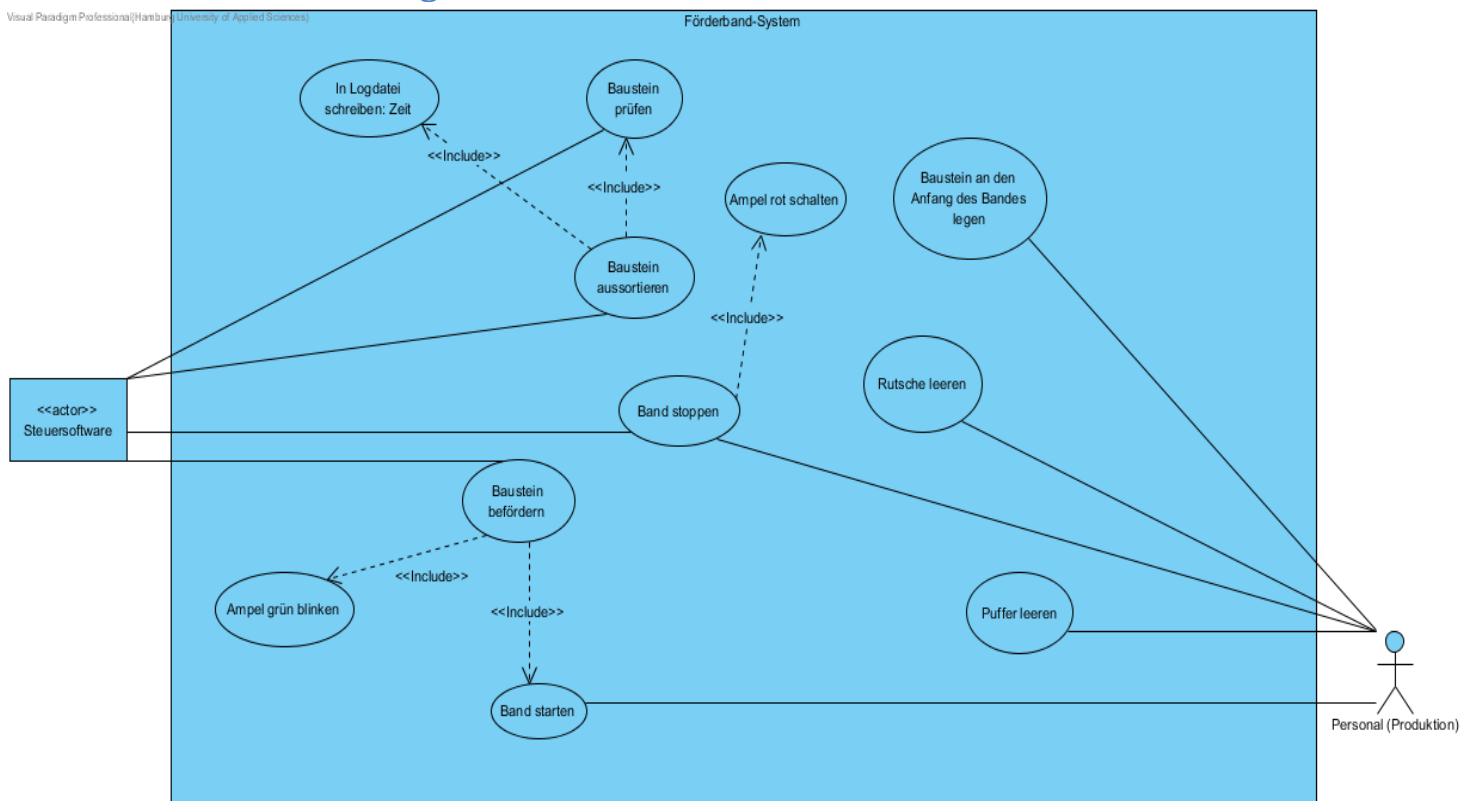 Visual Paradigm Professional(Hamburg University of Applied Sciences)
Förderband-System
In Logdatei
schreiben: Zeit
Baustein
prüfen
<<Include>>
<<Include>>
Ampel rot schalten
Baustein an den
Anfang des Bandes
legen
Baustein
aussortieren
<<Include>>
Rutsche leeren
<<actor>>
Steuersoftware
Band stoppen
Baustein
befördern
<<Include>>
Ampel grün blinken
<<Include>>
Puffer leeren
Band starten
Personal (Produktion)